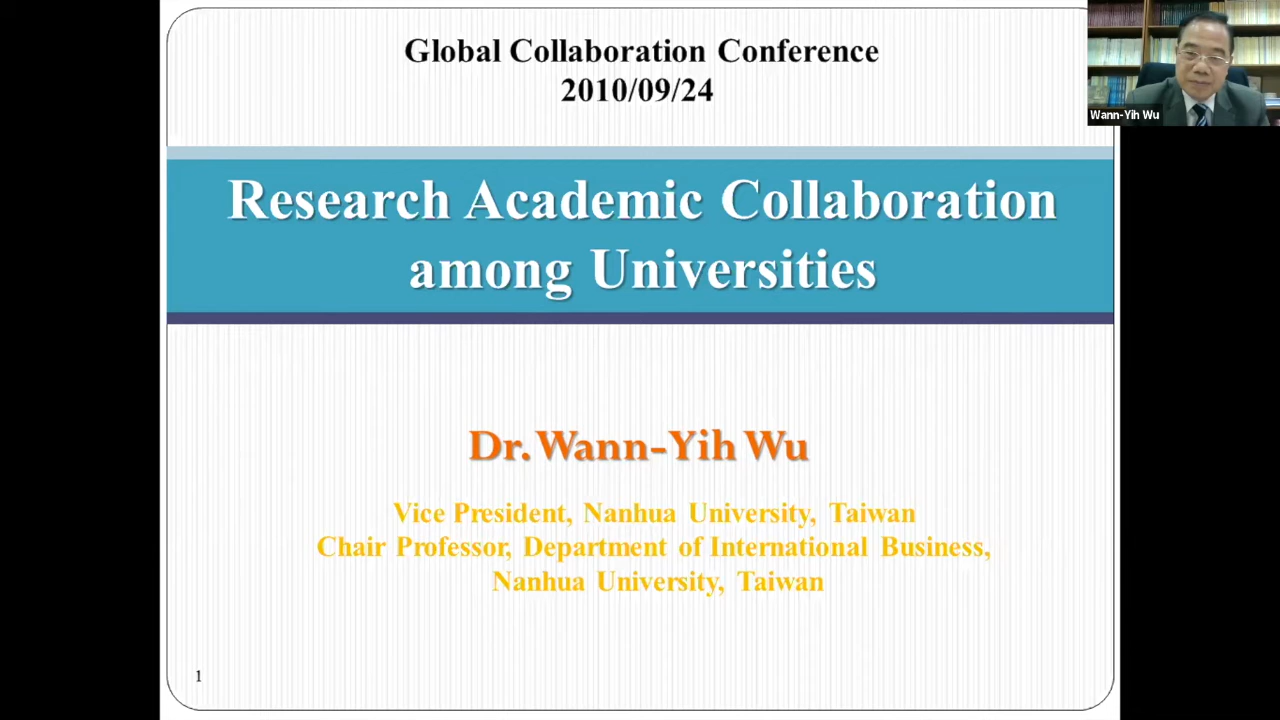 Global Collaboration Conference
2010/09/24
Wann-Yih Wu
Research Academic Collaboration
among Universities
Dr. Wann-Yih Wu
Vice President, Nanhua University, Taiwan
Chair Professor, Department of International Business,
Nanhua University, Taiwan
1